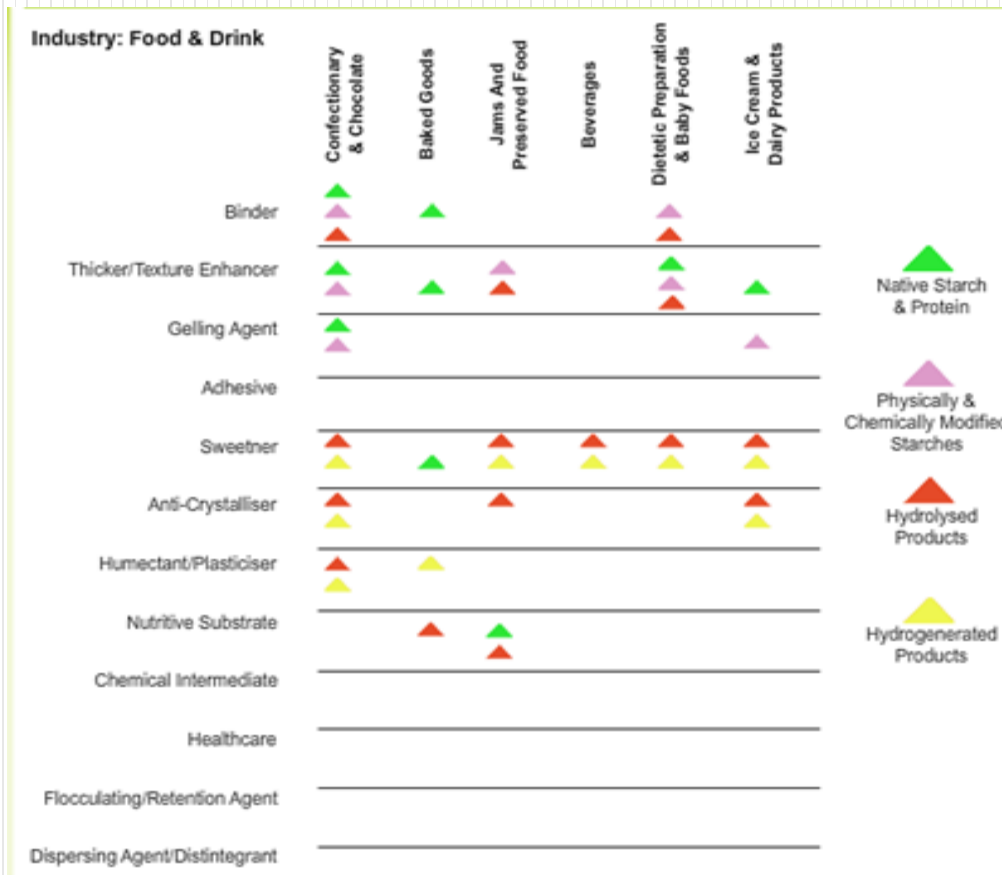 Industry: Food & Drink
Confectionary
& Chocolate
Baked Goods
Jams And
Preserved Food
Beverages
Dietetic Preparation
& Baby Foods
Ice Cream &
Dairy Products
Binder
Thicker/Texture Enhancer
Gelling Agent
Adhesive
Sweetner
Anti-Crystalliser
Humectant/Plasticiser
Nutritive Substrate
Chemical Intermediate
Healthcare
Flocculating/Retention Agent
Dispersing Agent/Distintegrant
Native Starch
& Protein
Physically &
Chemically Modified
Starches
Hydrolysed
Products
Hydrogenerated
Products